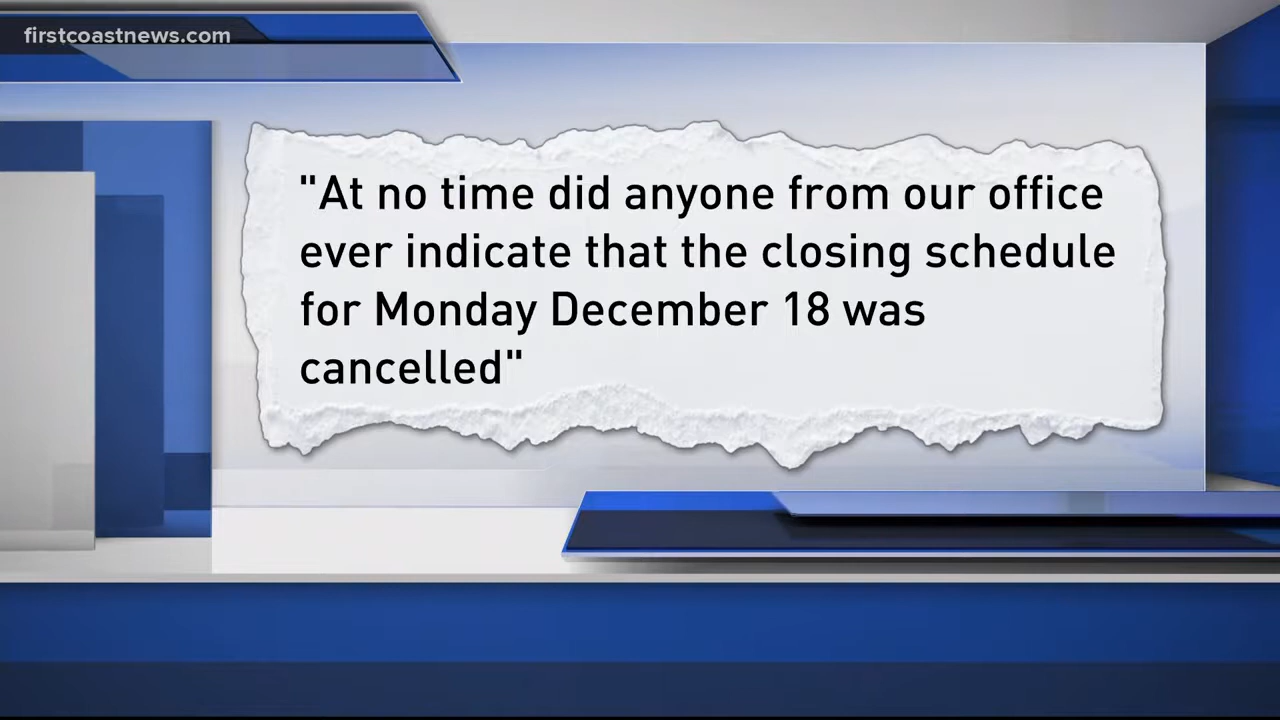 firstcoastnews.com
"At no time did anyone from our office
ever indicate that the closing schedule
for Monday December 18 was
cancelled"